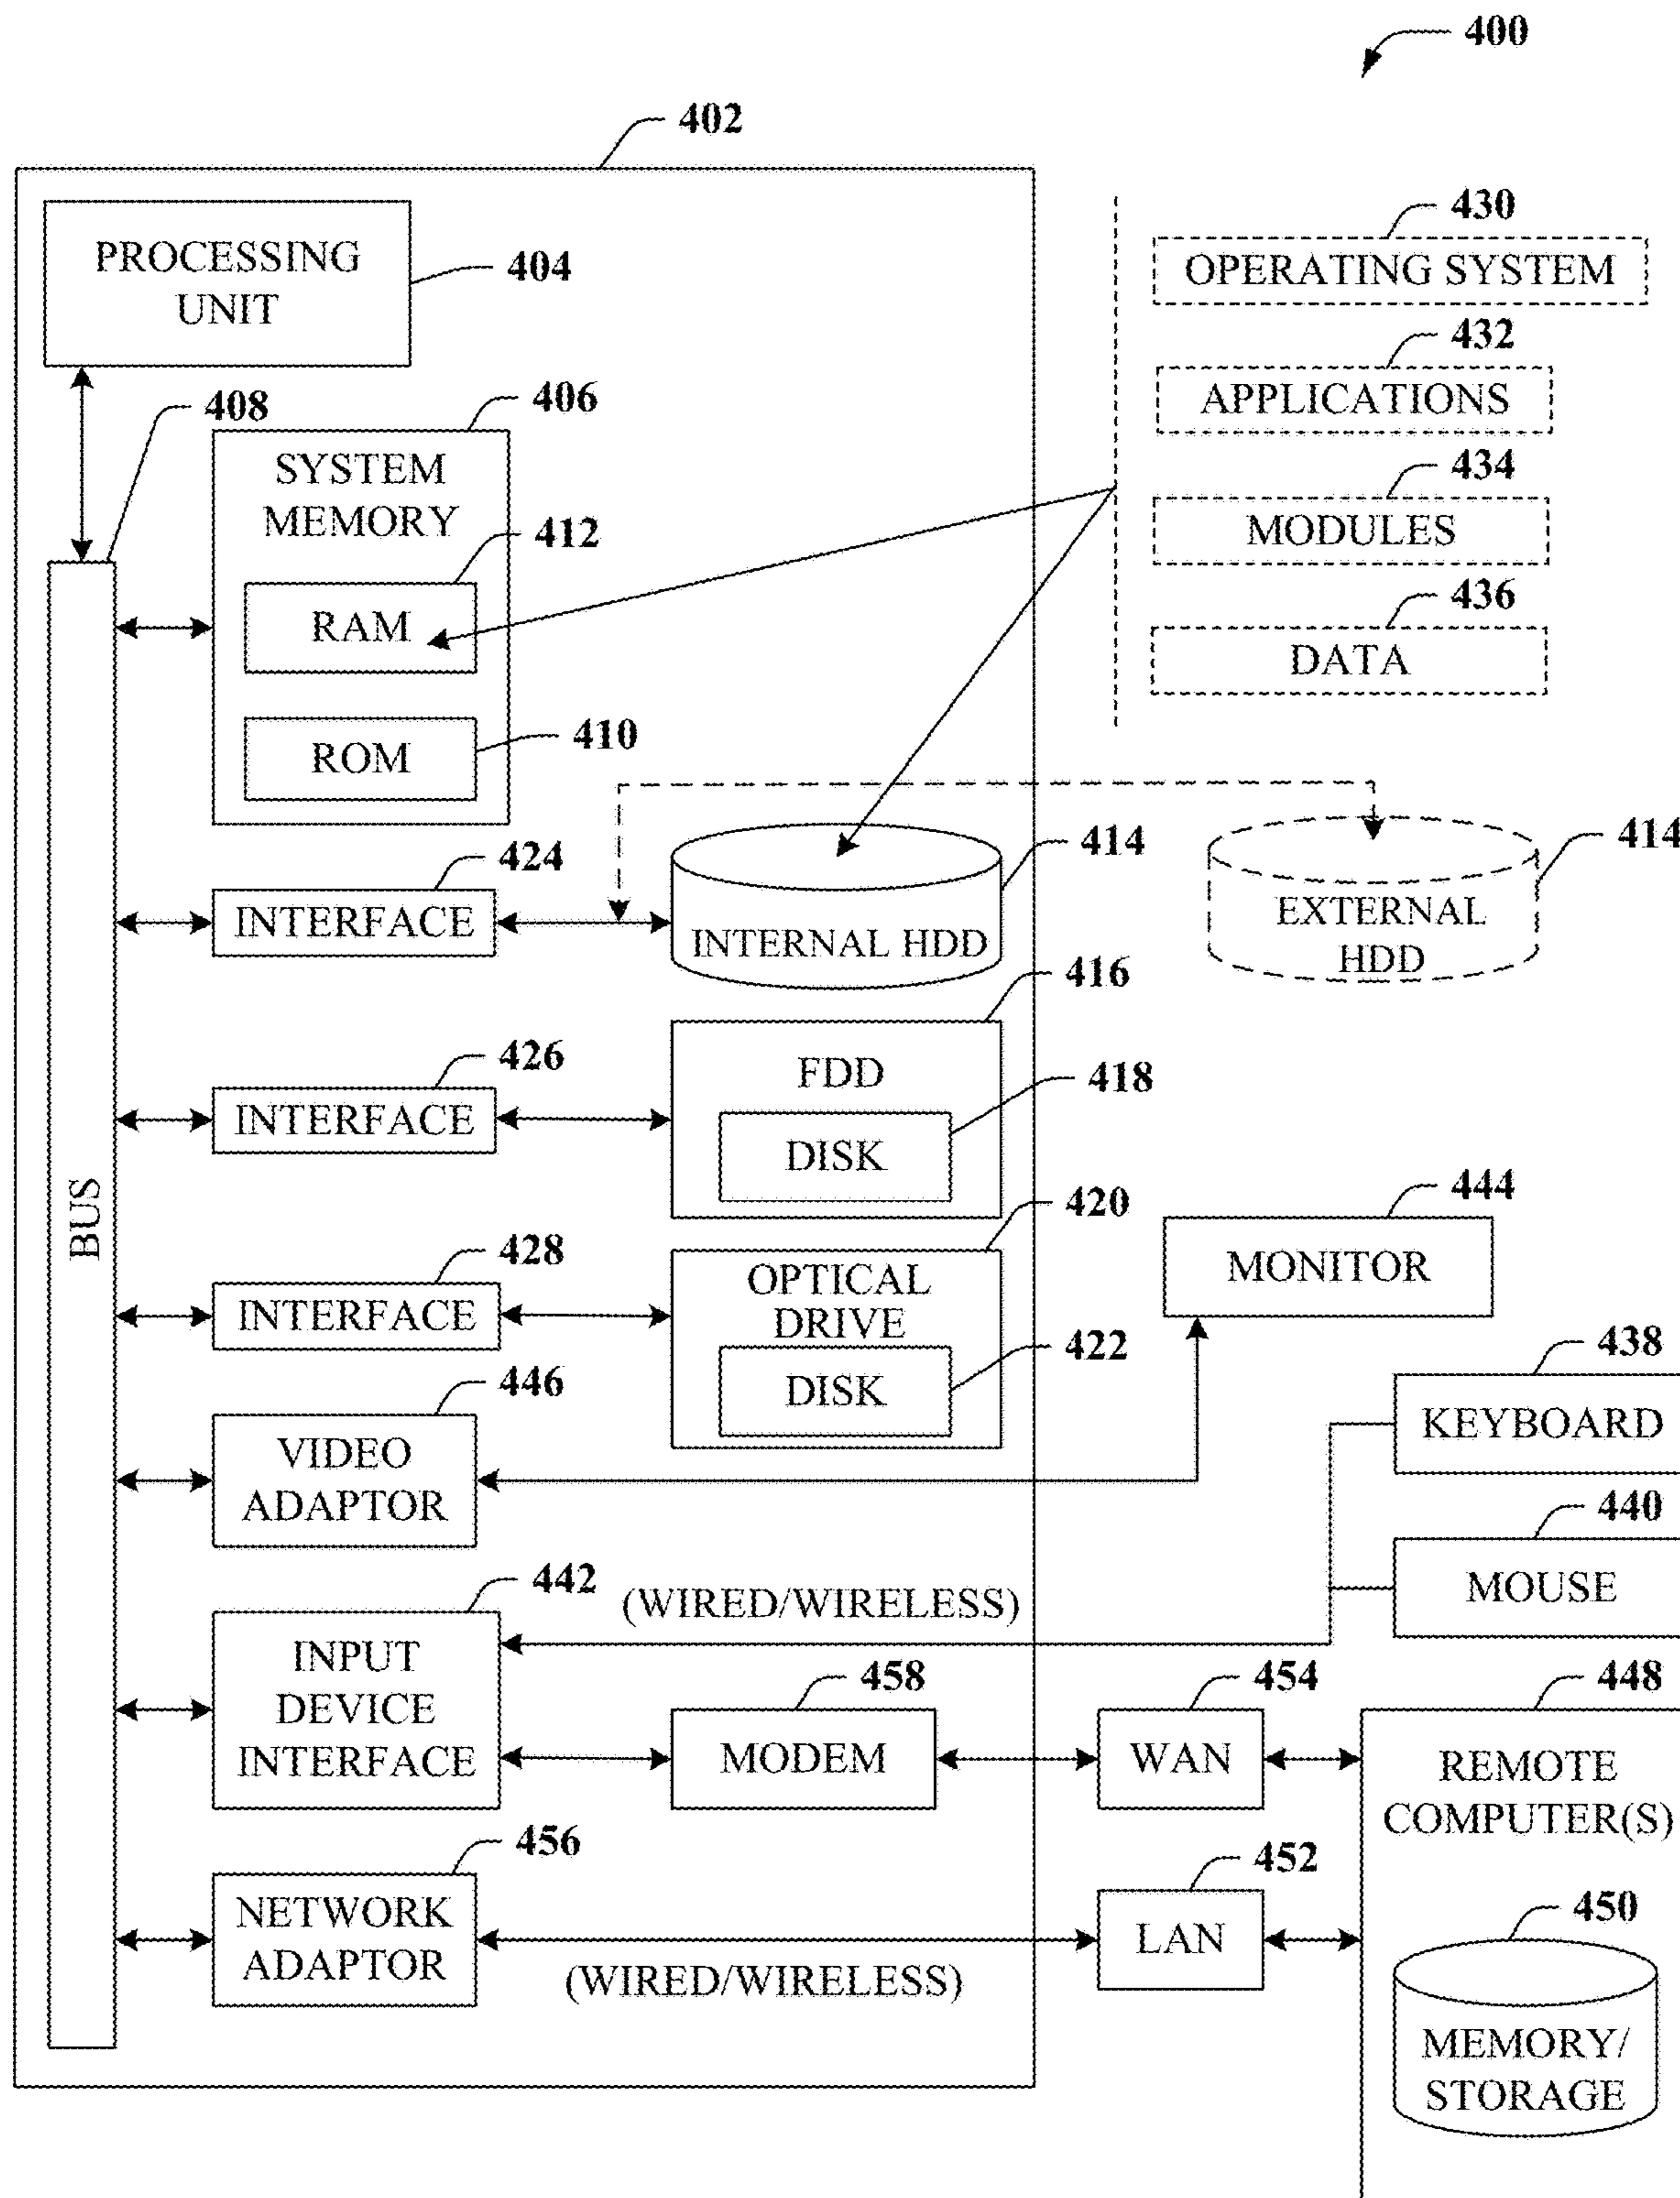 400
402
PROCESSING
UNIT
404
430
OPERATING SYSTEM
432
APPLICATIONS
434
MODULES
436
DATA
408
406
SYSTEM
MEMORY
412
RAM
410
ROM
424
INTERFACE
414
INTERNAL HDD
414
EXTERNAL
HDD
416
FDD
418
DISK
426
INTERFACE
BUS
420
OPTICAL
DRIVE
422
DISK
428
INTERFACE
444
MONITOR
446
VIDEO
ADAPTOR
438
KEYBOARD
440
MOUSE
442
(WIRED/WIRELESS)
INPUT
DEVICE
INTERFACE
458
MODEM
454
WAN
448
REMOTE
COMPUTER(S)
456
NETWORK
ADAPTOR
(WIRED/WIRELESS)
452
LAN
450
MEMORY/
STORAGE